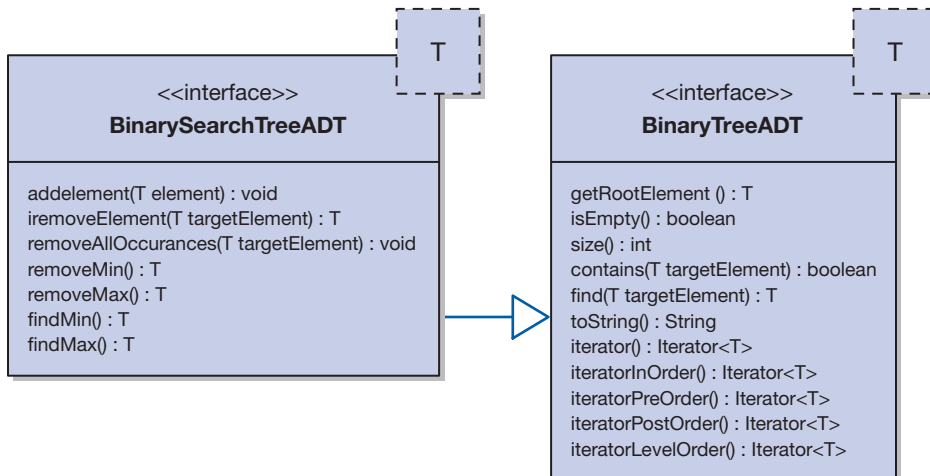 T
<<interface>>
BinarySearchTreeADT
addelement(T element) : void
iremoveElement(T targetElement) : T
removeAllOccurances(T targetElement) : void
removeMin() : T
removeMax() : T
findMin() : T
findMax() : T
T
<<interface>>
BinaryTreeADT
getRootElement () : T
isEmpty() : boolean
size() : int
contains(T targetElement) : boolean
find(T targetElement) : T
toString() : String
iterator() : Iterator<T>
iteratorInOrder() : Iterator<T>
iteratorPreOrder() : Iterator<T>
iteratorPostOrder() : Iterator<T>
iteratorLevelOrder() : Iterator<T>